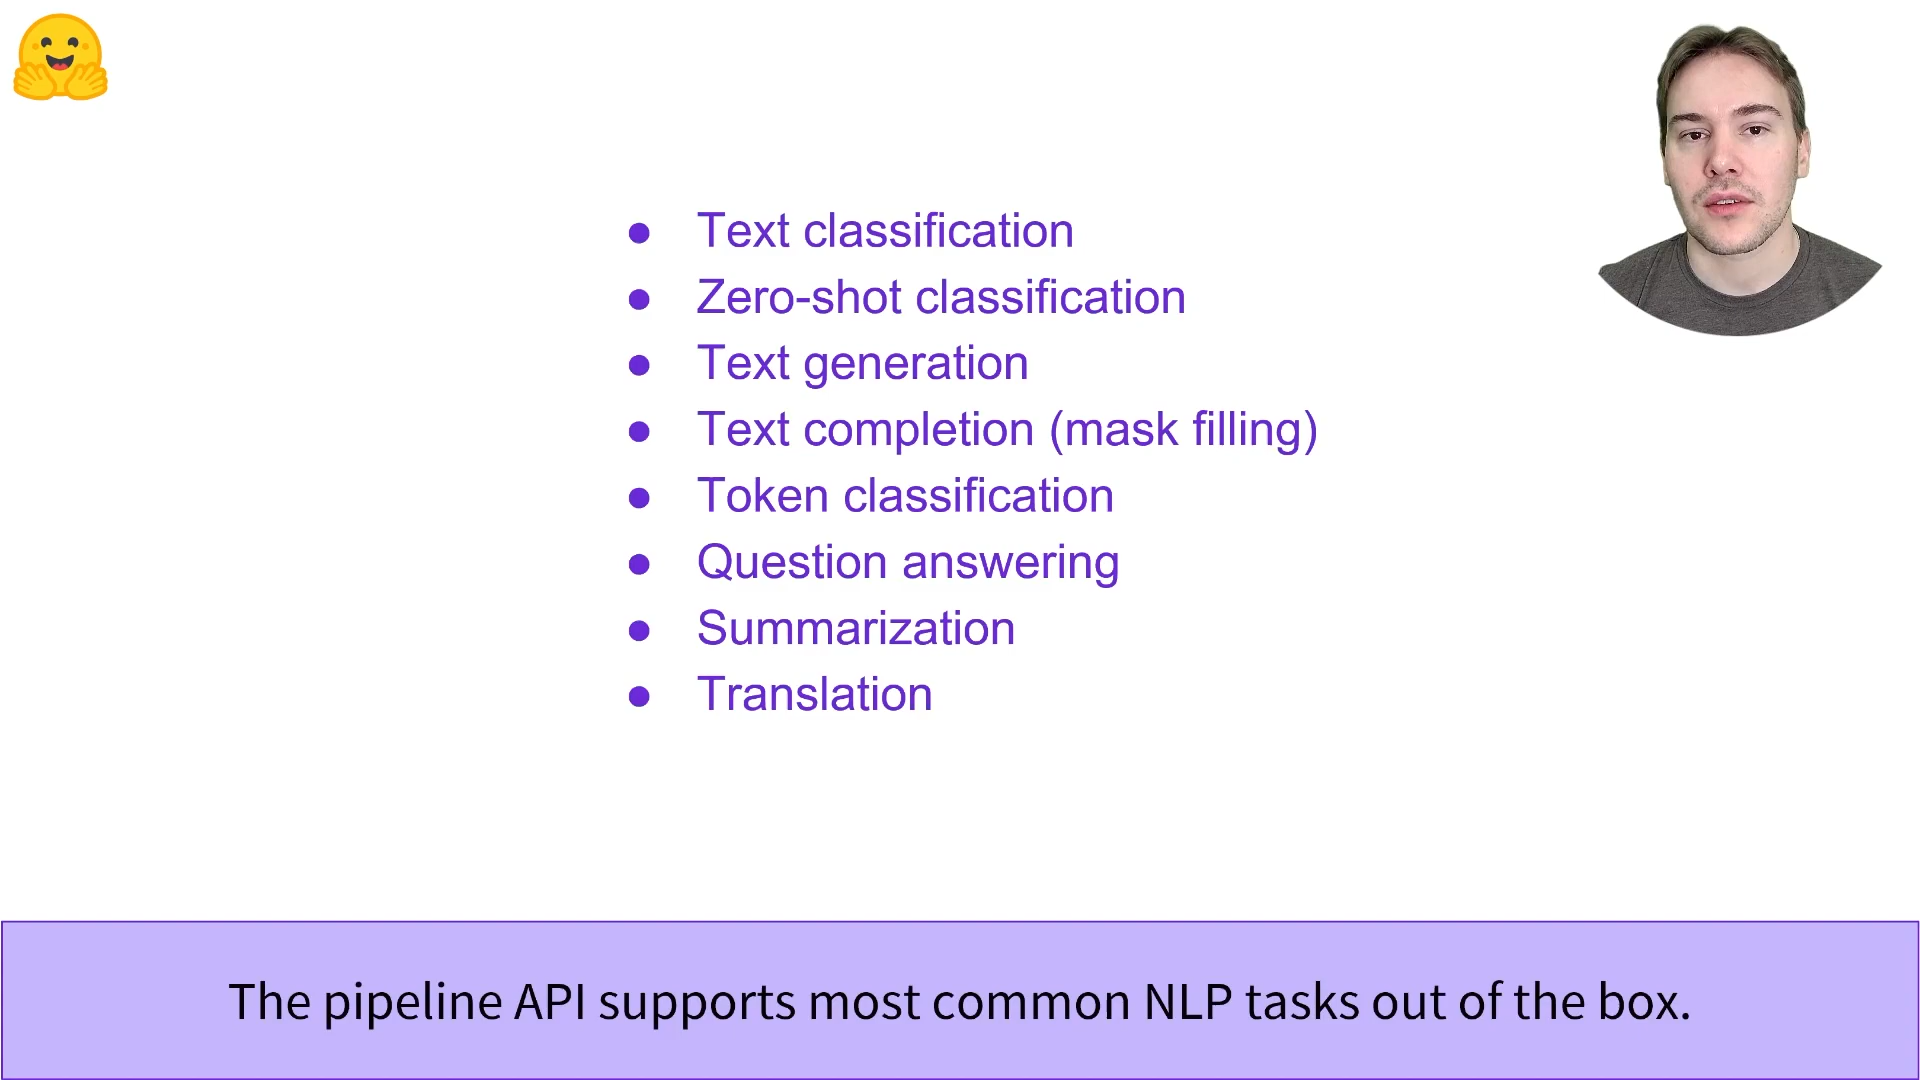 ● Text classification
● Zero-shot classification
● Text generation
● Text completion (mask filling)
● Token classification
● Question answering
● Summarization
● Translation
The pipeline API supports most common NLP tasks out of the box.